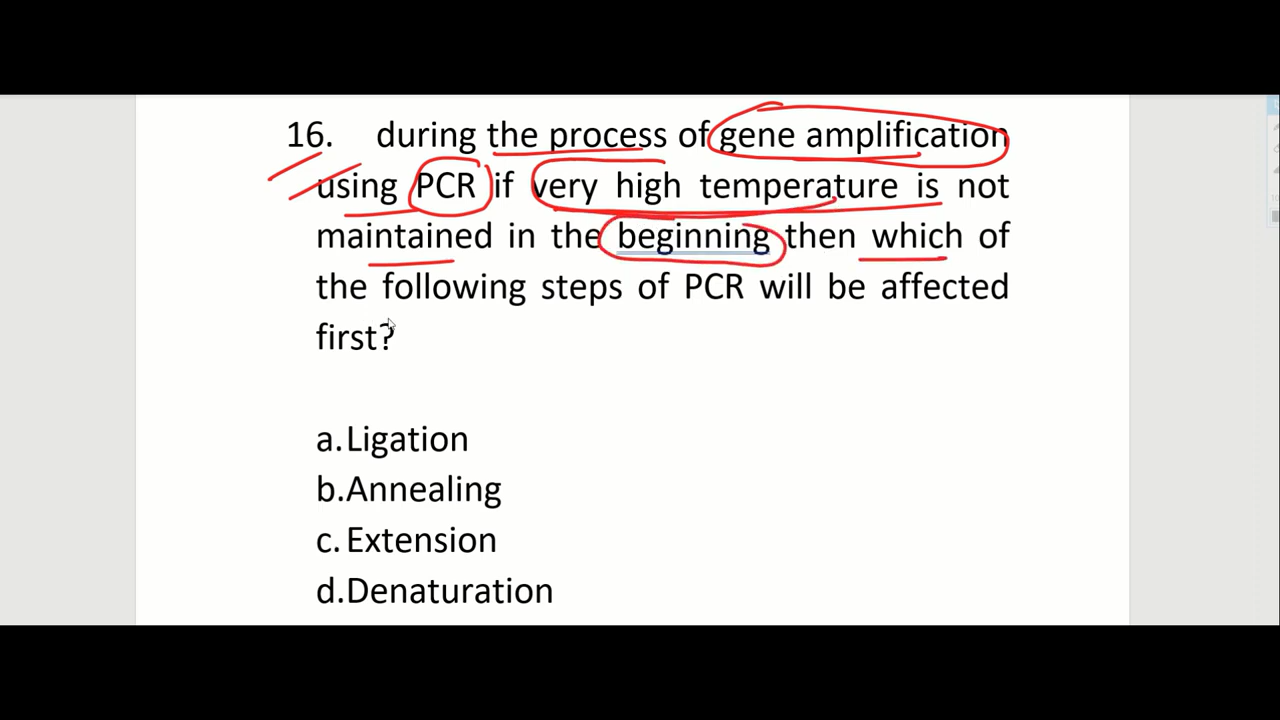 16. during the process of gene amplification
using PCR if very high temperature is not
maintained in the beginning then which of
the following steps of PCR will be affected
first?
a. Ligation
b. Annealing
c. Extension
d. Denaturation